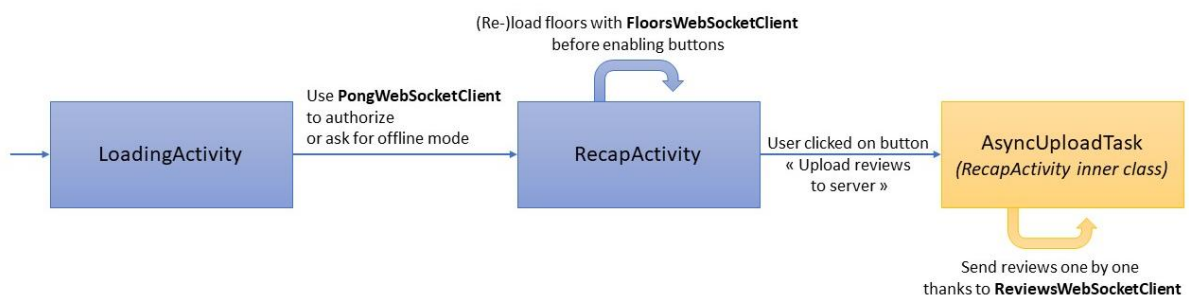 (Re-)load floors with FloorsWebSocketClient
before enabling buttons
Use PongWebSocketClient
to authorize
or ask for offline mode
LoadingActivity
RecapActivity
User clicked on button
« Upload reviews
to server »
AsyncUploadTask
(RecapActivity inner class)
Send reviews one by one
thanks to ReviewsWebSocketClient